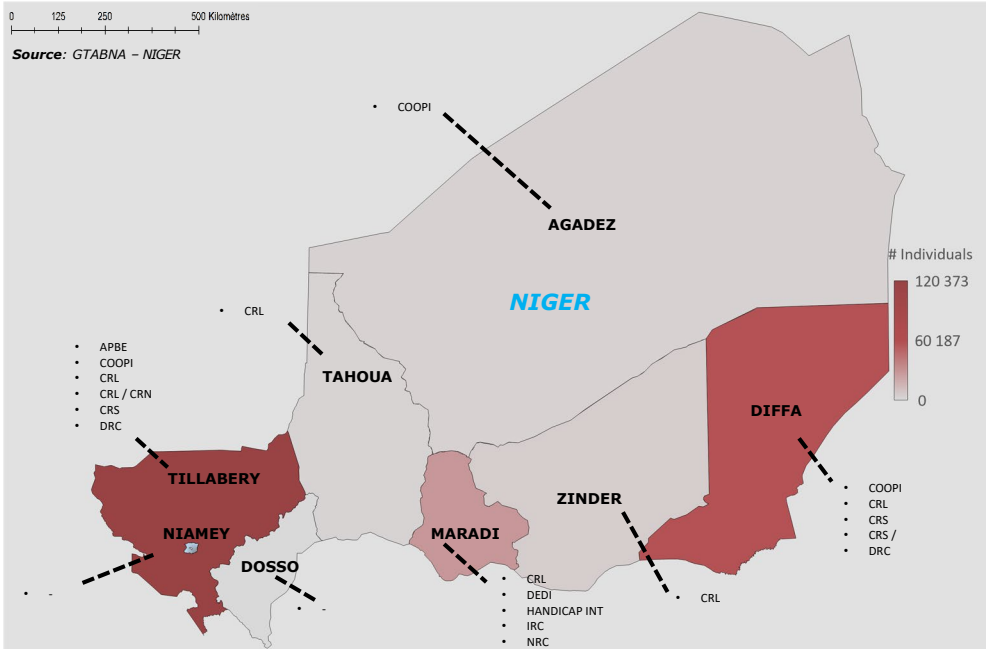 0 125 250 500 Kilomètres
Source: GTABNA – NIGER
• COOPI
AGADEZ
# Individuals
120 373
60 187
0
NIGER
• CRL
TAHOUA
• APBE
• COOPI
• CRL
• CRL / CRN
• CRS
• DRC
TILLABERY
NIAMEY
• -
DOSSO
• -
MARADI
• CRL
• DEDI
• HANDICAP INT
• IRC
• NRC
ZINDER
• CRL
DIFFA
• COOPI
• CRL
• CRS
• CRS /
• DRC